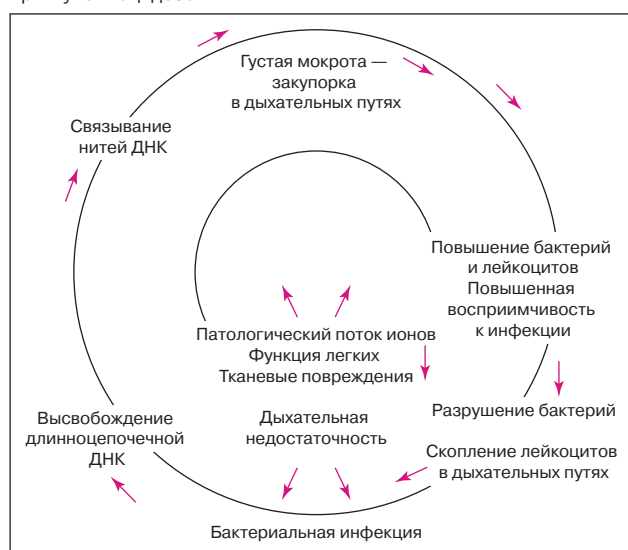 Густая мокрота —
закупорка
в дыхательных путях
Связывание
нитей ДНК
Повышение бактерий
и лейкоцитов
Повышенная
восприимчивость
к инфекции
Патологический поток ионов
Функция легких
Тканевые повреждения
Дыхательная
недостаточность
Разрушение бактерий
Скопление лейкоцитов
в дыхательных путях
Высвобождение
длинноцепочечной
ДНК
Бактериальная инфекция